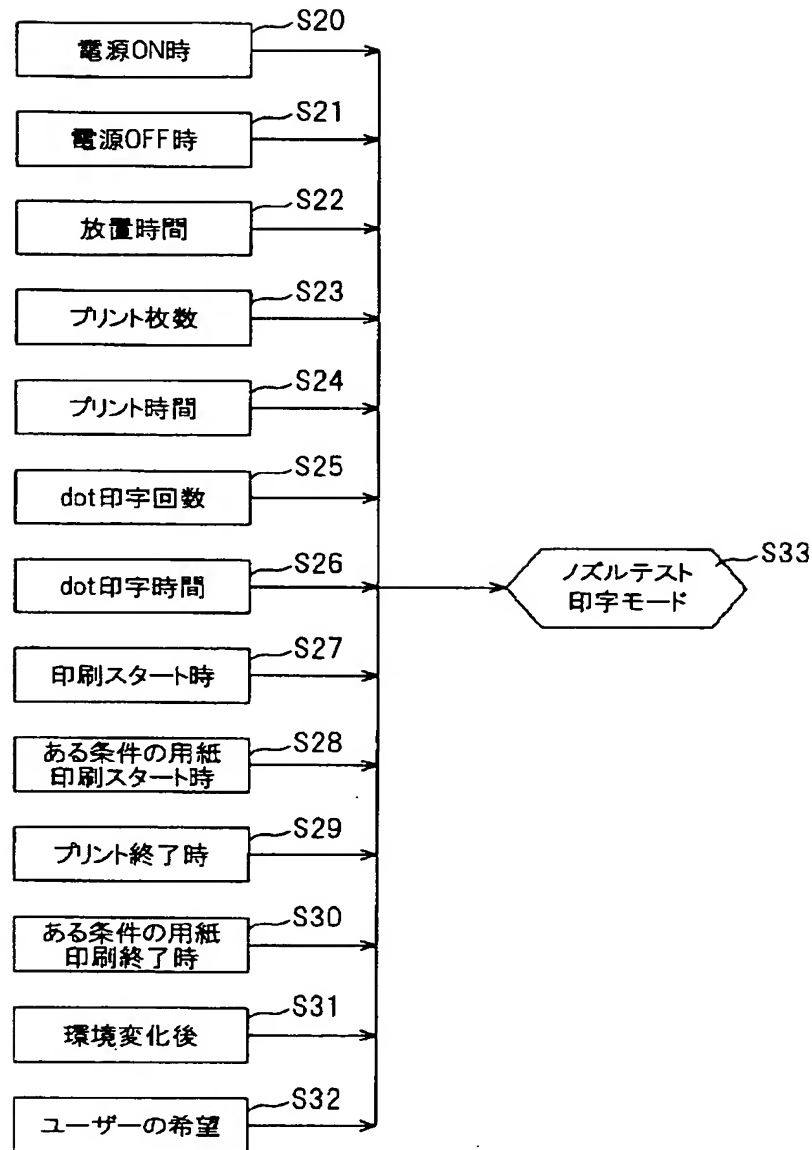 電源ON時
S20
電源OFF時
S21
放置時間
S22
プリント枚数
S23
プリント時間
S24
dot印字回数
S25
dot印字時間
S26
印刷スタート時
S27
ある条件の用紙
印刷スタート時
S28
プリント終了時
S29
ある条件の用紙
印刷終了時
S30
環境変化後
S31
ユーザーの希望
S32
ノズルテスト
印字モード
S33